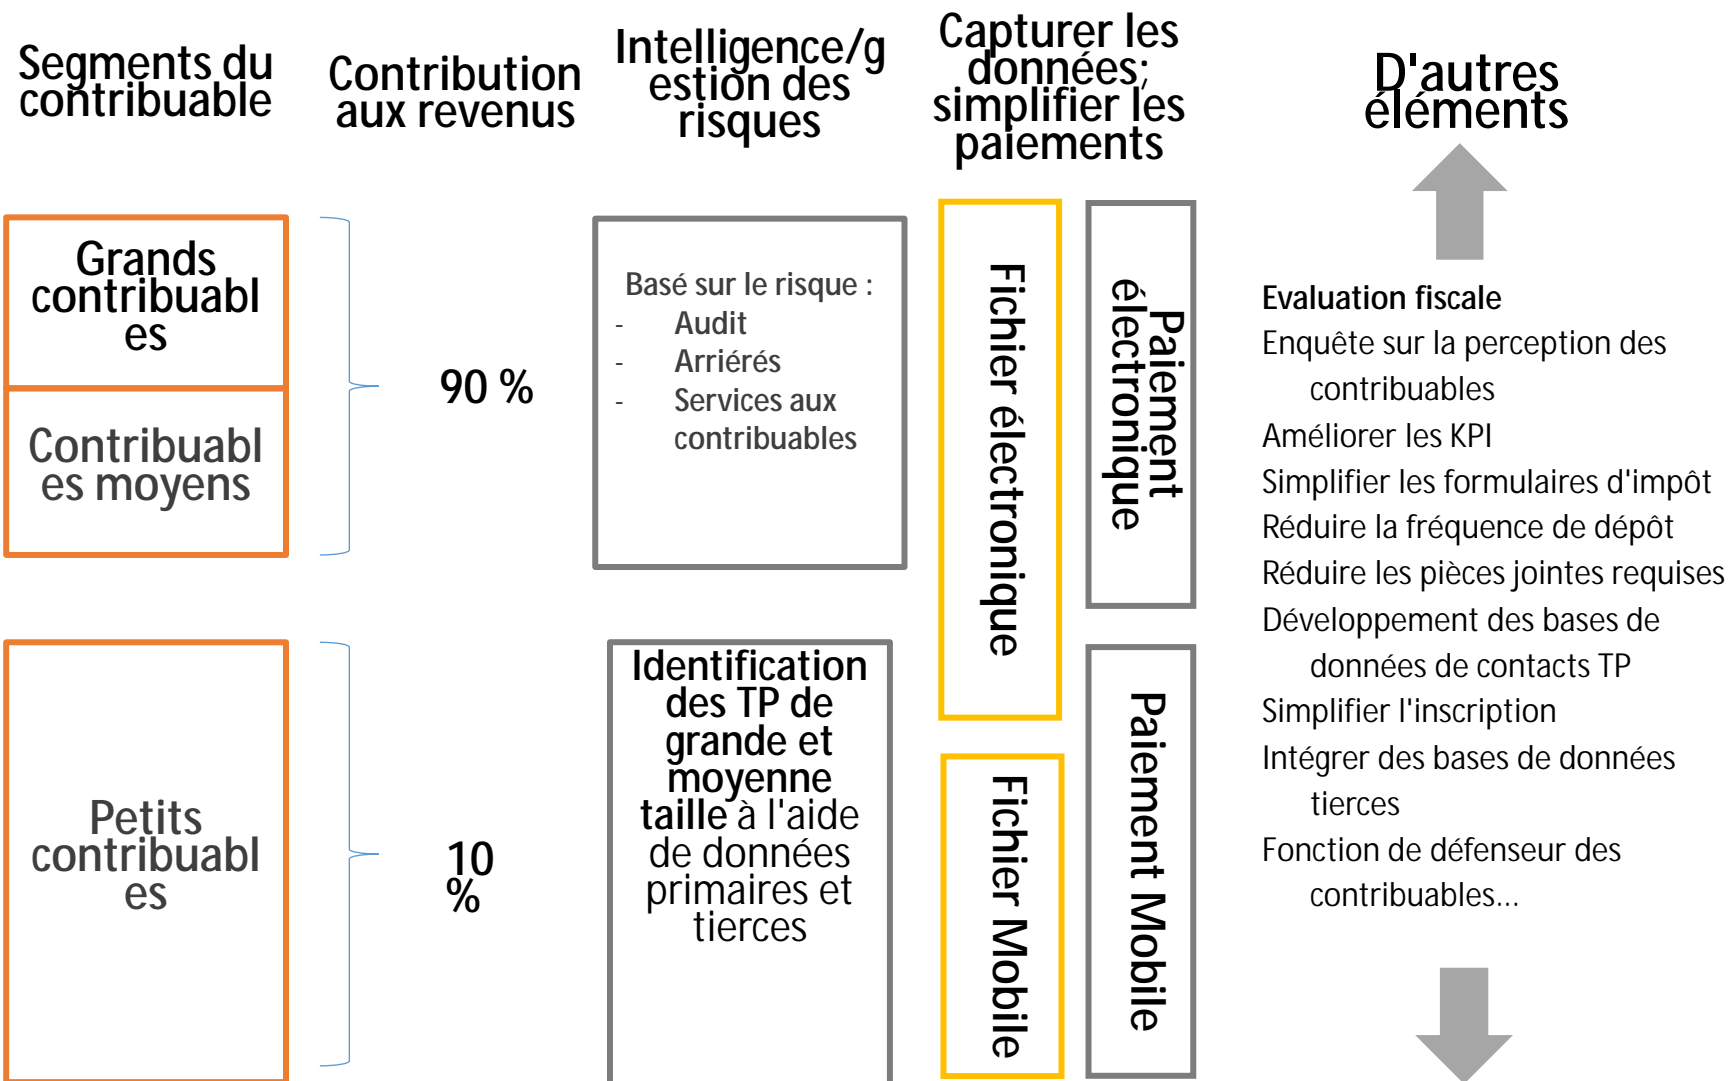 Segments du
contribuable
Contribution
aux revenus
Intelligence/g
estion des
risques
Capturer les
données;
simplifier les
paiements
D'autres
éléments
Grands
contribuabl
es
Contribuabl
es moyens
90 %
Basé sur le risque :
- Audit
- Arriérés
- Services aux
contribuables
Fichier électronique
Paiement
électronique
Petits
contribuabl
es
10
%
Identification
des TP de
grande et
moyenne
taille à l'aide
de données
primaires et
tierces
Fichier Mobile
Paiement Mobile
Evaluation fiscale
Enquête sur la perception des
contribuables
Améliorer les KPI
Simplifier les formulaires d'impôt
Réduire la fréquence de dépôt
Réduire les pièces jointes requises
Développement des bases de
données de contacts TP
Simplifier l'inscription
Intégrer des bases de données
tierces
Fonction de défenseur des
contribuables...